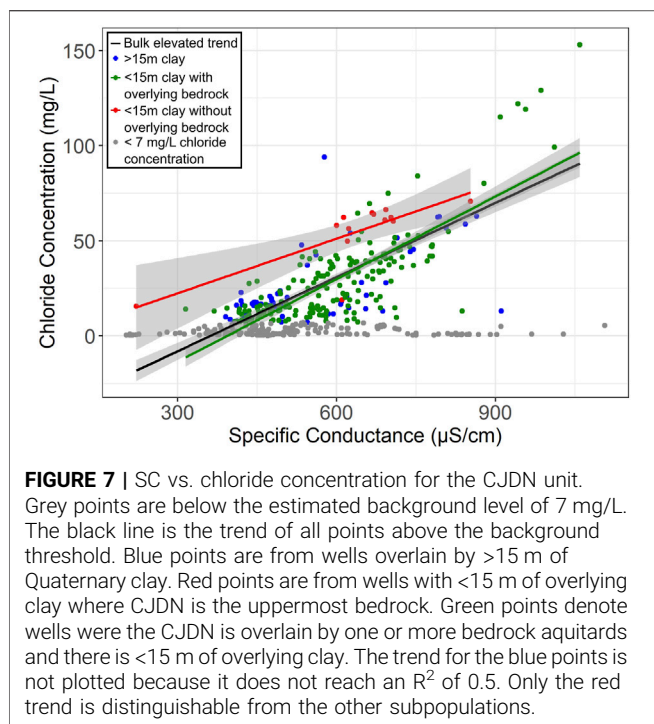 150
100
50
0
Chloride Concentration (mg/L)
Bulk elevated trend
>15m clay
<15m clay with
overlying bedrock
<15m clay without
overlying bedrock
< 7 mg/L chloride
concentration
300
600
900
Specific Conductance (µS/cm)
FIGURE 7 | SC vs. chloride concentration for the CJDN unit.
Grey points are below the estimated background level of 7 mg/L.
The black line is the trend of all points above the background
threshold. Blue points are from wells overlain by >15 m of
Quaternary clay. Red points are from wells with <15 m of overlying
clay where CJDN is the uppermost bedrock. Green points denote
wells were the CJDN is overlain by one or more bedrock aquitards
and there is <15 m of overlying clay. The trend for the blue points is
not plotted because it does not reach an R² of 0.5. Only the red
trend is distinguishable from the other subpopulations.